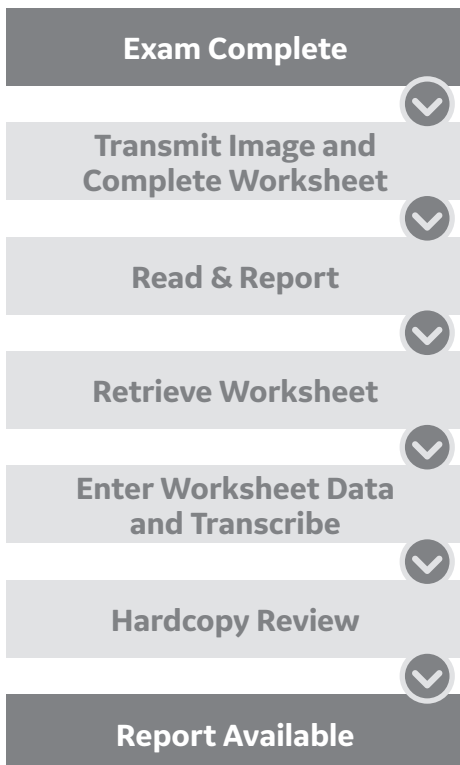 Exam Complete
Transmit Image and
Complete Worksheet
Read & Report
Retrieve Worksheet
Enter Worksheet Data
and Transcribe
Hardcopy Review
Report Available